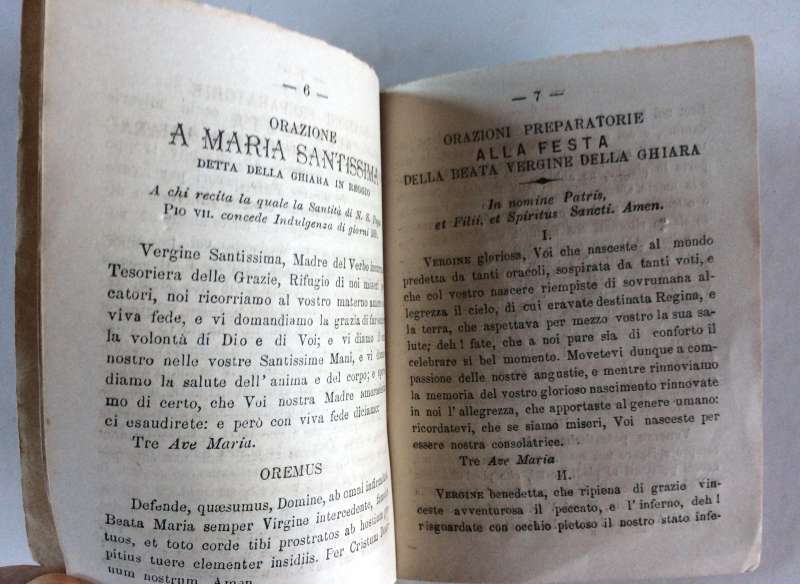 — 6 —
ORAZIONE
A MARIA SANTISSIMA
DETTA DELLA GHIARA IN REGGIO
A chi recita la quale la Santità di N. S. Papa
PIO VII. concede Indulgenza di giorni
Vergine Santissima, Madre del Verbo
Tesoriera delle Grazie, Rifugio di noi miseri pec-
catori, noi ricorriamo al vostro materno amore
viva fede, e vi domandiamo la grazia di far
la volontà di Dio e di Voi; e vi diamo il
nostro nelle vostre Santissime Mani, e vi
diamo la salute dell' anima e del corpo; e
mo di certo, che Voi nostra Madre
ci esaudirete: e però con viva fede diciamo:
Tre Ave Maria.
OREMUS
Defende, quæsumus, Domine, ab omni
Beata Maria semper Virgine intercedente,
tuos, et toto corde tibi prostratos ab hostium
pitius tuere clementer insidiis. Per Christum
num nostrum Amen
— 7 —
ORAZIONI PREPARATORIE
ALLA FESTA
DELLA BEATA VERGINE DELLA GHIARA
In nomine Patris,
et Filii, et Spiritus Sancti. Amen.
I.
VERGINE gloriosa, Voi che nasceste al mondo
predetta da tanti oracoli, sospirata da tanti voti, e
che col vostro nascere riempiste di sovrumana al-
legrezza il cielo, di cui eravate destinata Regina, e
la terra, che aspettava per mezzo vostro la sua sa-
lute; deh! fate, che a noi pure sia di conforto il
celebrare sì bel momento. Movetevi dunque a com-
passione delle nostre angustie, e mentre rinnoviamo
la memoria del vostro glorioso nascimento rinnovate
in noi l' allegrezza, che apportaste al genere umano:
ricordatevi, che se siamo miseri, Voi nasceste per
essere nostra consolatrice.
Tre Ave Maria
II.
VERGINE benedetta, che ripiena di grazie vin-
ceste avventurosa il peccato, e l' inferno, deh!
risguardate con occhio pietoso il nostro stato infe-